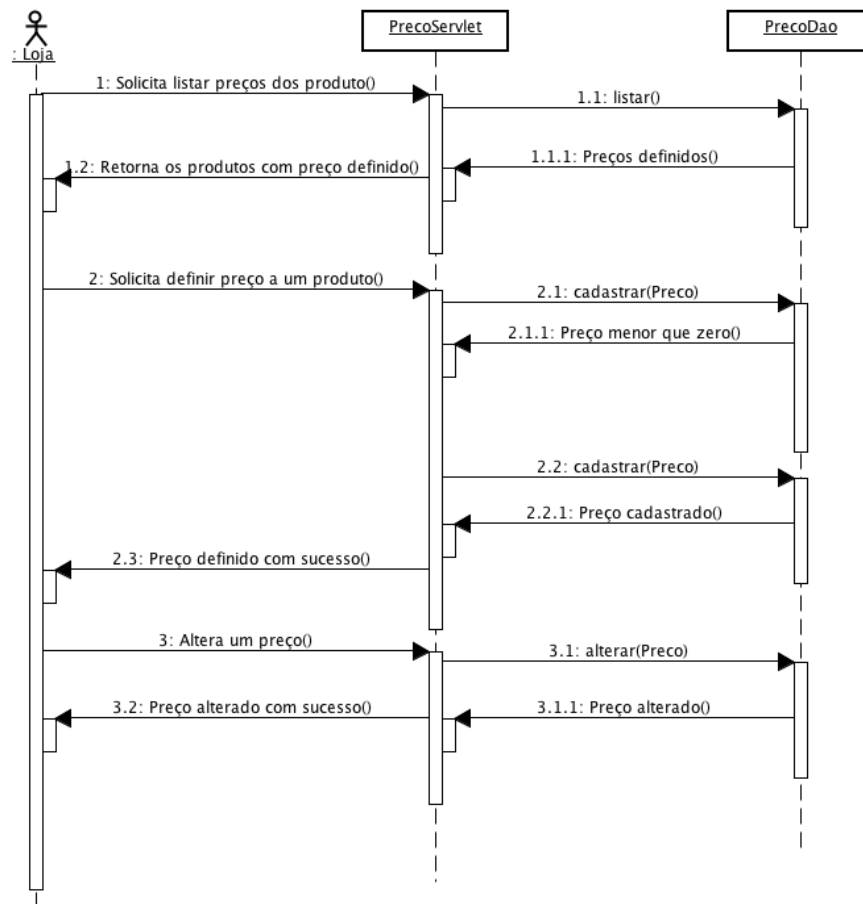 : Loja
PrecoServlet
PrecoDao
1: Solicita listar preços dos produto()
1.1: listar()
1.1.1: Preços definidos()
1.2: Retorna os produtos com preço definido()
2: Solicita definir preço a um produto()
2.1: cadastrar(Preco)
2.1.1: Preço menor que zero()
2.2: cadastrar(Preco)
2.2.1: Preço cadastrado()
2.3: Preço definido com sucesso()
3: Altera um preço()
3.1: alterar(Preco)
3.2: Preço alterado com sucesso()
3.1.1: Preço alterado()